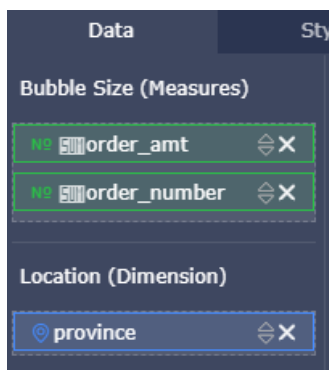 Data Sty
Bubble Size (Measures)
Nº SUM order_amt
Nº SUM order_number
Location (Dimension)
province